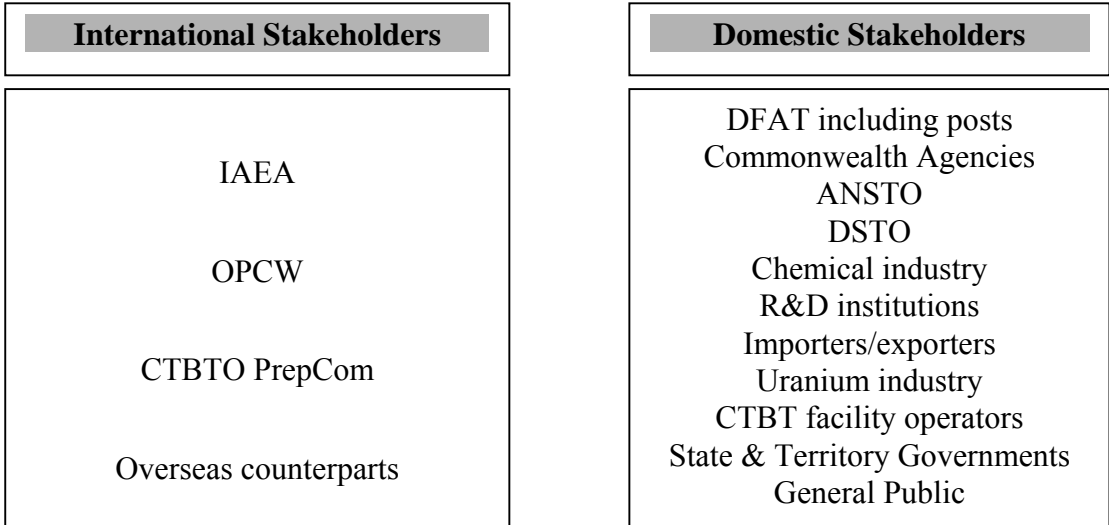 International Stakeholders
IAEA
OPCW
CTBTO PrepCom
Overseas counterparts
Domestic Stakeholders
DFAT including posts
Commonwealth Agencies
ANSTO
DSTO
Chemical industry
R&D institutions
Importers/exporters
Uranium industry
CTBT facility operators
State & Territory Governments
General Public